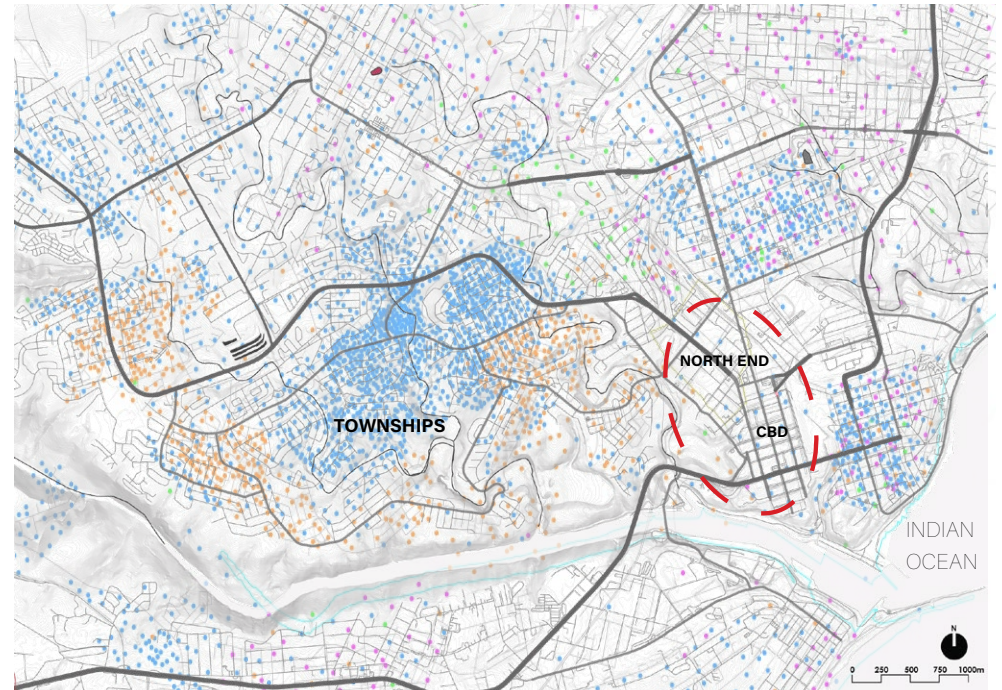 NORTH END
TOWNSHIPS
CBD
INDIAN
OCEAN
N
0 250 500 750 1000m